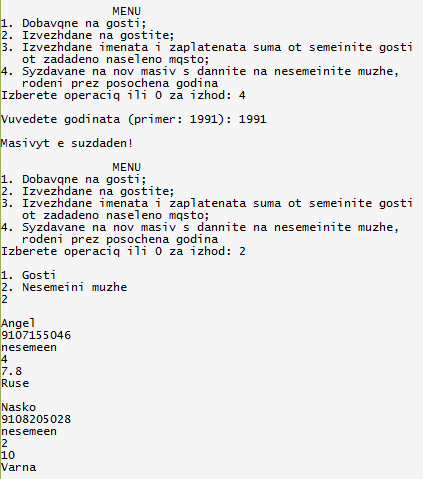 MENU
1. Dobavqne na gosti;
2. Izvezhdane na gostite;
3. Izvezhdane imenata i zaplatenata suma ot semeinite gosti
ot zadadeno naseleno mqsto;
4. Syzdavane na nov masiv s dannite na nesemeinite muzhe,
rodeni prez posochena godina
Izberete operaciq ili 0 za izhod: 4
Vuvedete godinata (primer: 1991): 1991
Masivyt e suzdaden!
MENU
1. Dobavqne na gosti;
2. Izvezhdane na gostite;
3. Izvezhdane imenata i zaplatenata suma ot semeinite gosti
ot zadadeno naseleno mqsto;
4. Syzdavane na nov masiv s dannite na nesemeinite muzhe,
rodeni prez posochena godina
Izberete operaciq ili 0 za izhod: 2
1. Gosti
2. Nesemeini muzhe
2
Angel
9107155046
nesemeen
4
7.8
Ruse
Nasko
9108205028
nesemeen
2
10
Varna